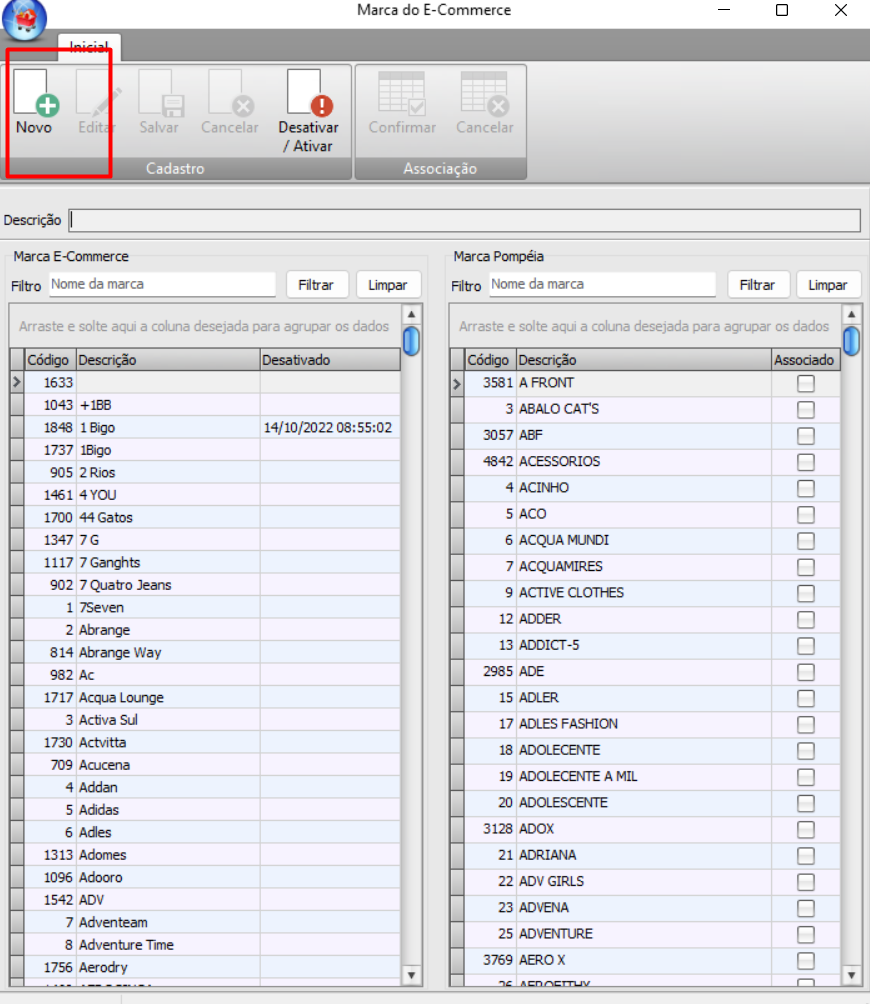 Marca do E-Commerce
Inicial
Novo Editar Salvar Cancelar Desativar / Ativar Confirmar Cancelar
Cadastro Associação
Descrição
Marca E-Commerce
Filtro Nome da marca Filtrar Limpar
Arraste e solte aqui a coluna desejada para agrupar os dados
Código Descrição Desativado
1633
1043 +1BB
1848 1 Bigo 14/10/2022 08:55:02
1737 1Bigo
905 2 Rios
1461 4 YOU
1700 44 Gatos
1347 7 G
1117 7 Ganghts
902 7 Quatro Jeans
1 7Seven
2 Abrange
814 Abrange Way
982 Ac
1717 Acqua Lounge
3 Activa Sul
1730 Actvitta
709 Acucena
4 Addan
5 Adidas
6 Adles
1313 Adomes
1096 Adooro
1542 ADV
7 Adventeam
8 Adventure Time
1756 Aerodry
Marca Pompéia
Filtro Nome da marca Filtrar Limpar
Arraste e solte aqui a coluna desejada para agrupar os dados
Código Descrição Associado
3581 A FRONT
3 ABALO CAT'S
3057 ABF
4842 ACESSORIOS
4 ACINHO
5 ACO
6 ACQUA MUNDI
7 ACQUAMIRES
9 ACTIVE CLOTHES
12 ADDER
13 ADDICT-5
2985 ADE
15 ADLER
17 ADLES FASHION
18 ADOLECENTE
19 ADOLECENTE A MIL
20 ADOLESCENTE
3128 ADOX
21 ADRIANA
22 ADV GIRLS
23 ADVENA
25 ADVENTURE
3769 AERO X